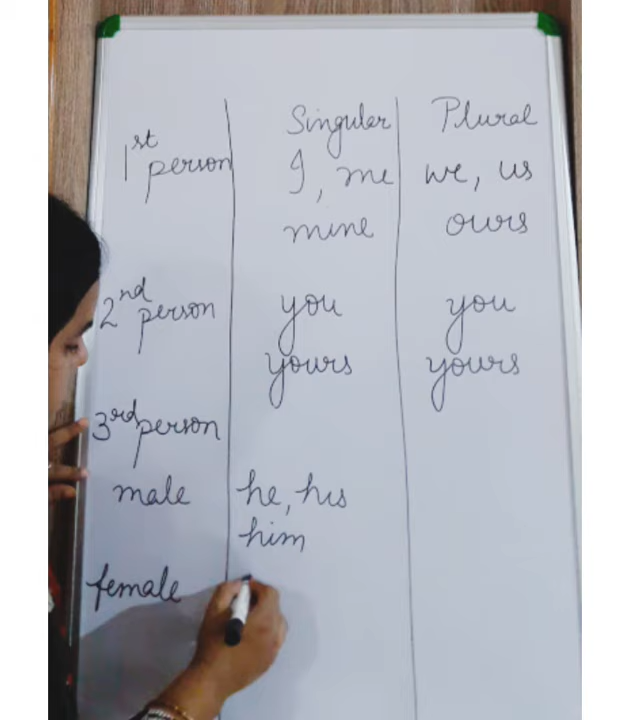 Singular Plural
1st person I, me we, us
mine ours
2nd person you you
yours yours
3rd person
male he, his
him
female